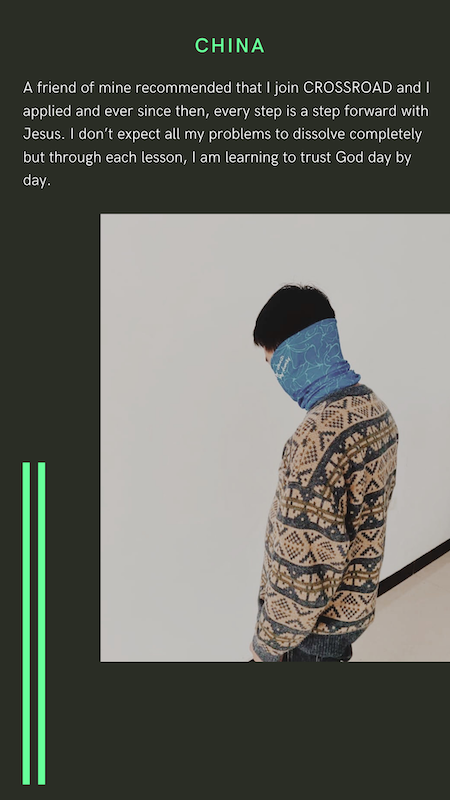 CHINA
A friend of mine recommended that I join CROSSROAD and I
applied and ever since then, every step is a step forward with
Jesus. I don’t expect all my problems to dissolve completely
but through each lesson, I am learning to trust God day by
day.